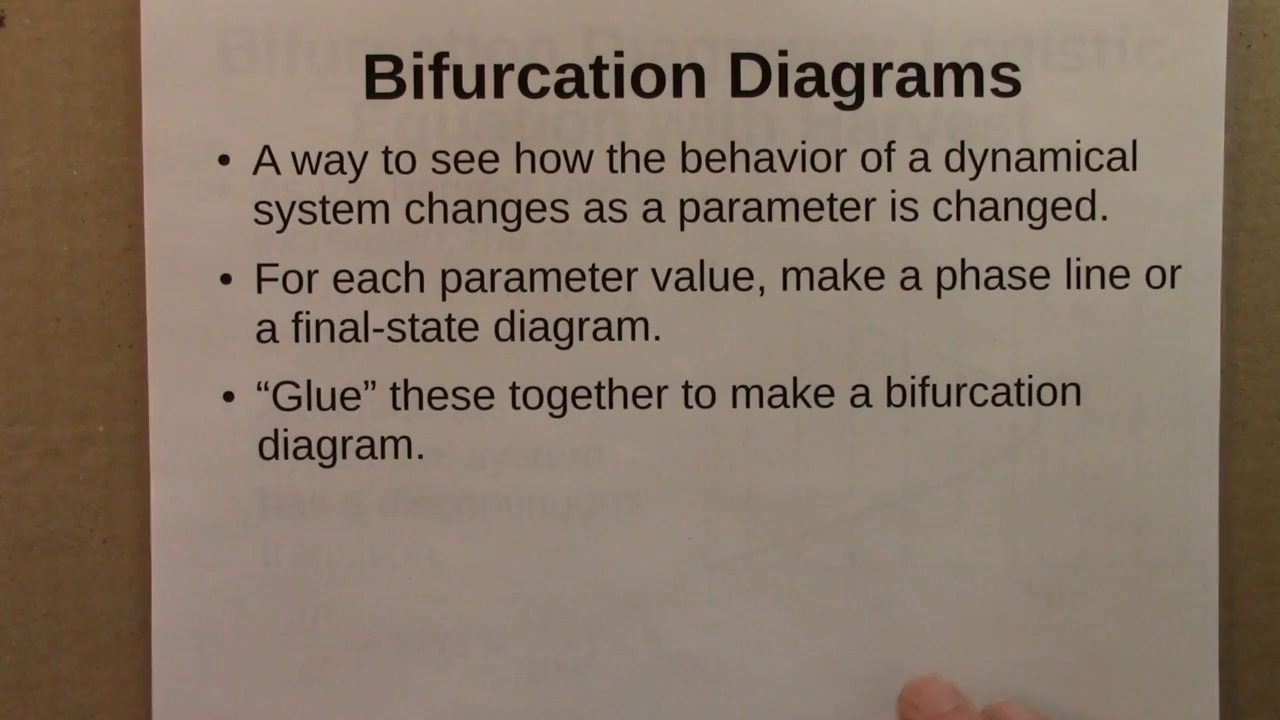 Bifurcation Diagrams
• A way to see how the behavior of a dynamical
system changes as a parameter is changed.
• For each parameter value, make a phase line or
a final-state diagram.
• “Glue” these together to make a bifurcation
diagram.